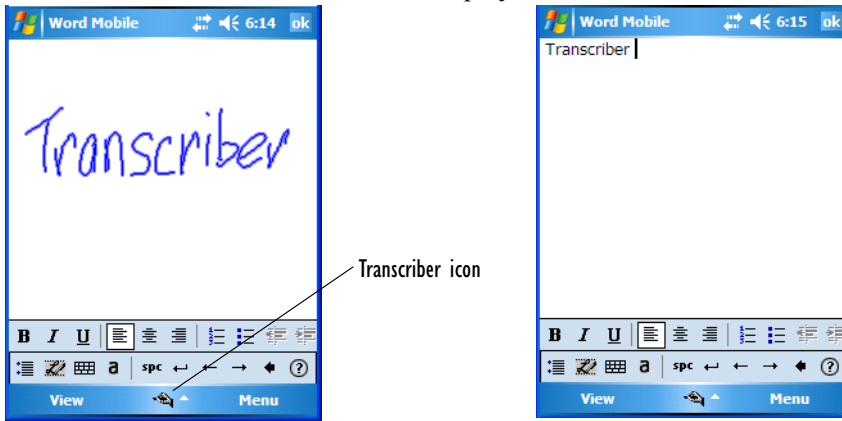 Word Mobile 6:14 ok
Transcriber
B I U
a spc ?
View Menu
Transcriber icon
Word Mobile 6:15 ok
Transcriber
B I U
a spc ?
View Menu